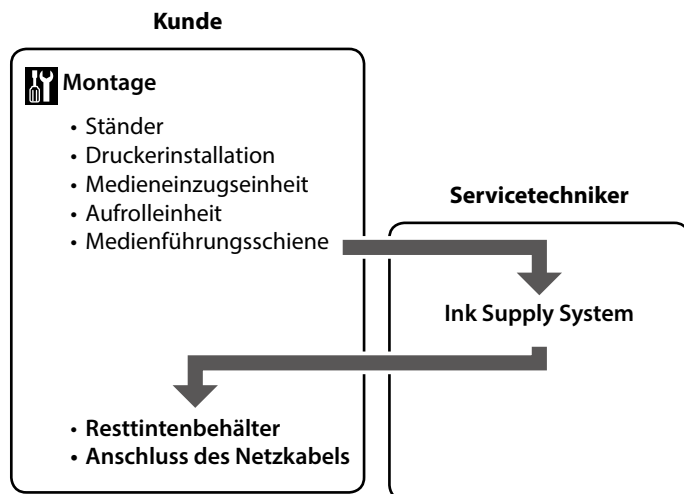 Kunde
Montage
• Ständer
• Druckerinstallation
• Medieneinzugseinheit
• Aufrolleinheit
• Medienführungsschiene
Servicetechniker
Ink Supply System
• Resttintenbehälter
• Anschluss des Netzkabels